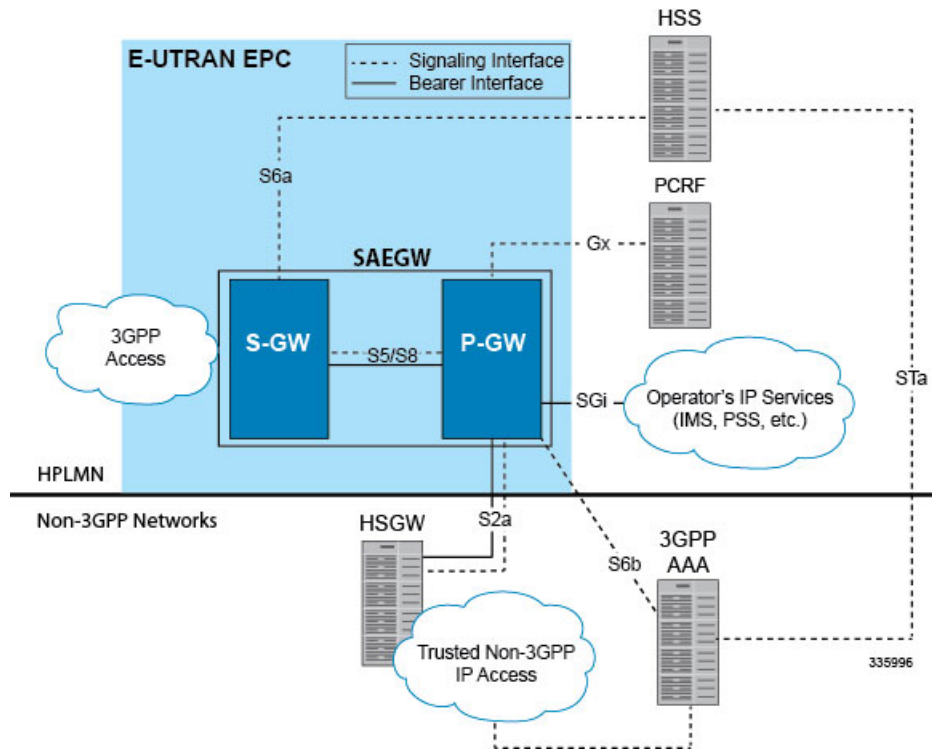 HSS
E-UTRAN EPC
Signaling Interface
Bearer Interface
S6a
PCRF
Gx
SAEGW
3GPP
Access
S-GW
P-GW
S5/S8
STa
SGi
Operator's IP Services
(IMS, PSS, etc.)
HPLMN
Non-3GPP Networks
S2a
HSGW
3GPP
AAA
S6b
Trusted Non-3GPP
IP Access
335996